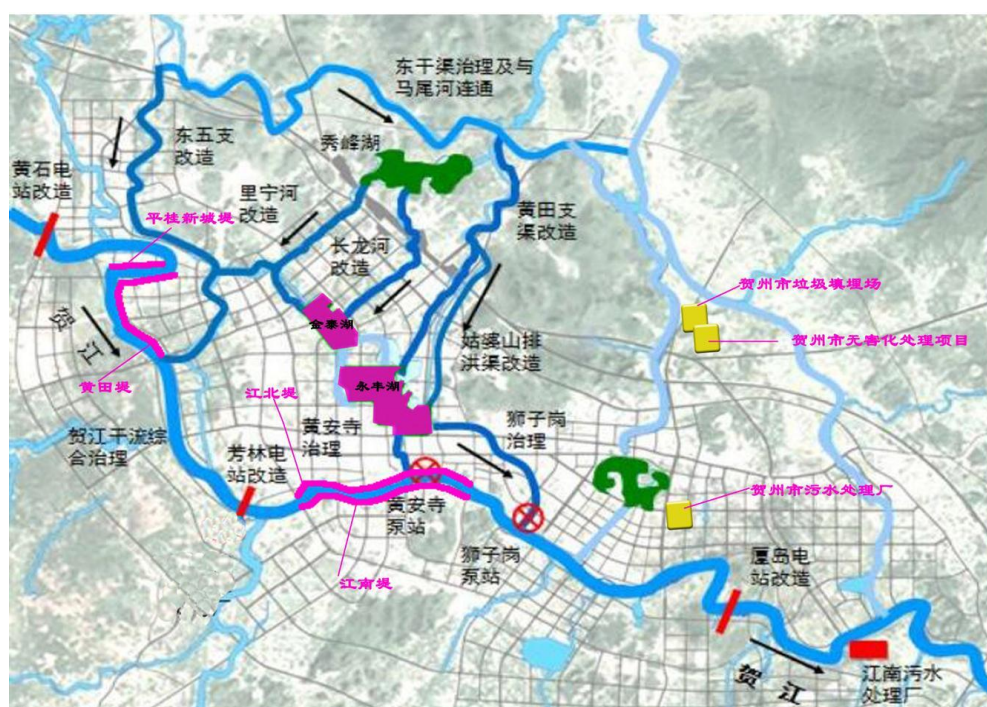 东干渠治理及与
马尾河连通
东五支
改造
秀峰湖
黄石电
站改造
里宁河
改造
黄田支
渠改造
平桂新城堤
长龙河
改造
贺州市垃圾填埋场
贺江
金泰湖
姑婆山排
洪渠改造
贺州市无害化处理项目
黄田堤
江北堤
永丰湖
贺江干流综
合治理
黄安寺
治理
狮子岗
治理
芳林电
站改造
贺州市污水处理厂
黄安寺
泵站
狮子岗
泵站
江南堤
厦岛电
站改造
贺江
江南污水
处理厂